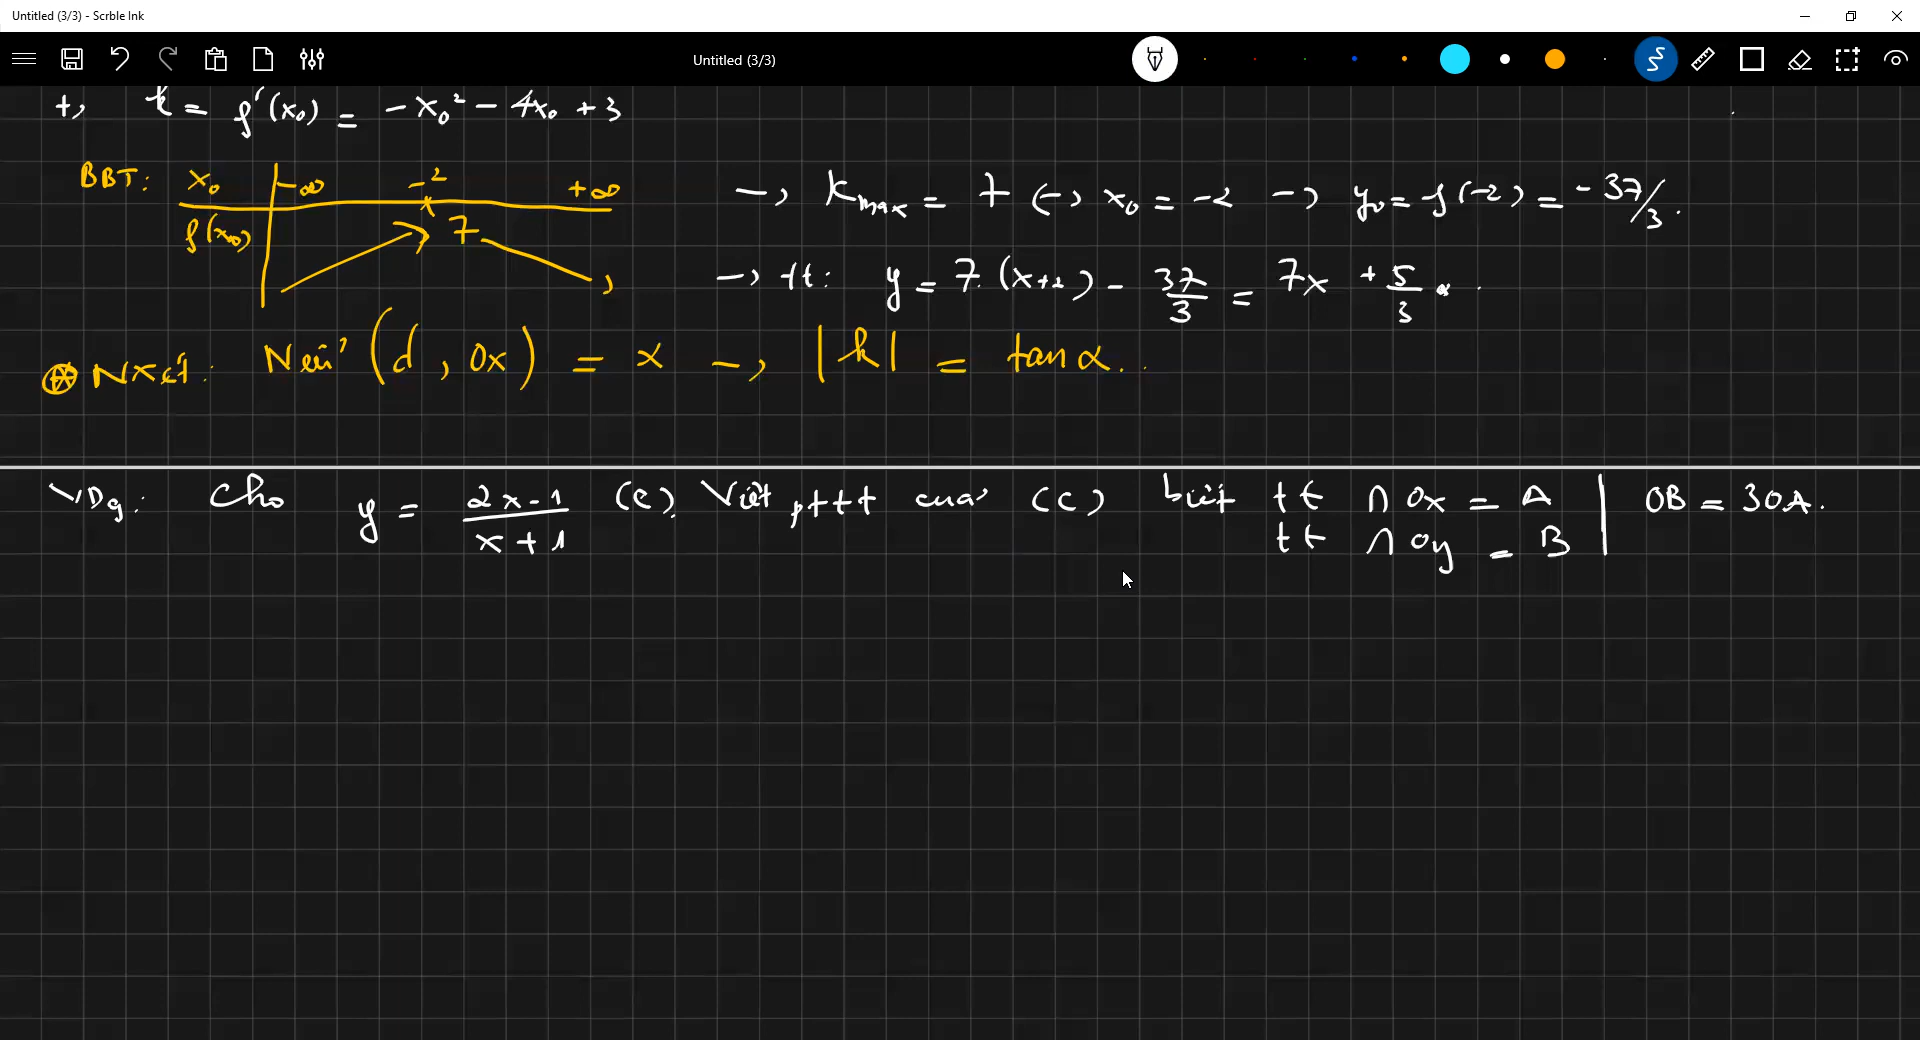 Untitled (3/3) - Scrble Ink
Untitled (3/3)
+, k = f'(x₀) = -x₀² - 4x₀ + 3
BBT: x₀ -∞ -2 +∞
f'(x₀) 7
→ kmax = 7 (→) x₀ = -2 → y₀ = f(-2) = -37/3.
→ tt: y = 7.(x+2) - 37/3 = 7x + 5/3.
⊛ NXét: Nếu (d, Ox) = α → |k| = tan α.
VD9: Cho y = (2x-1)/(x+1) (C). Viết pttt của (C) biết tt ∩ Ox = A | OB = 3OA.
tt ∩ Oy = B